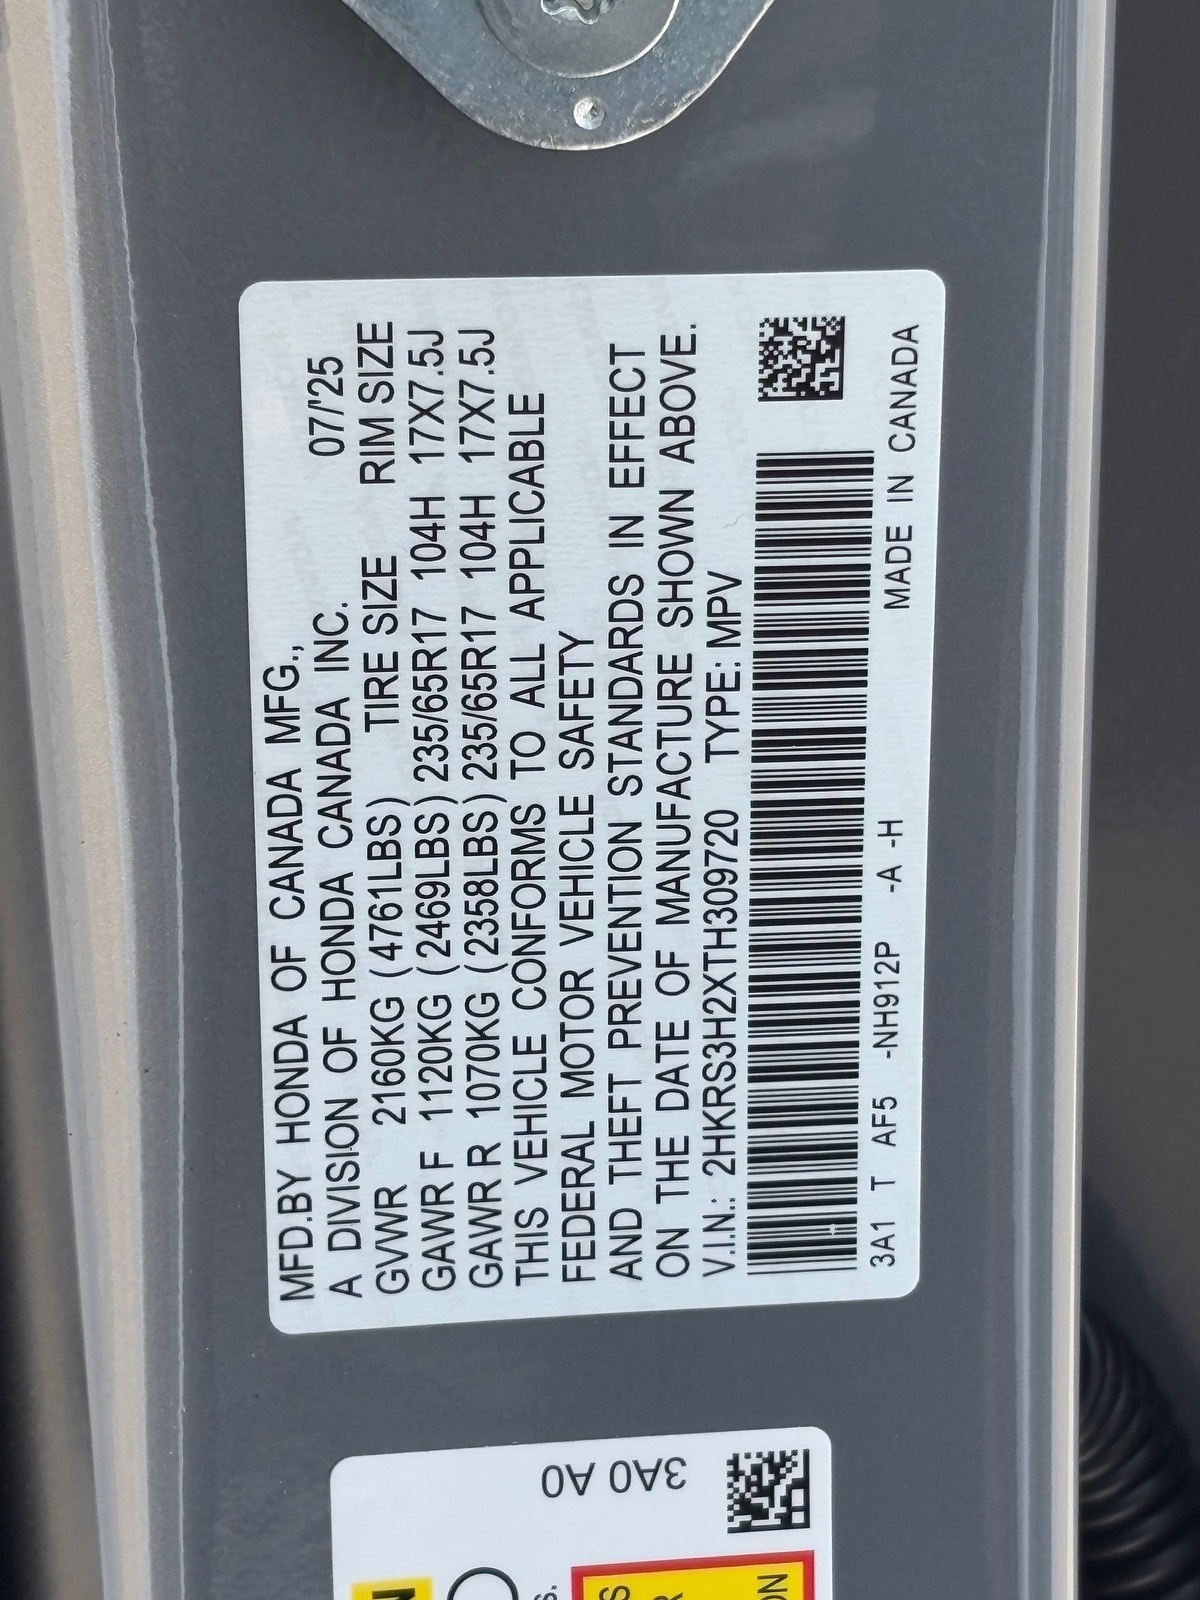 MFD.BY HONDA OF CANADA MFG.,
A DIVISION OF HONDA CANADA INC. 07/'25
GVWR 2160KG (4761LBS) TIRE SIZE RIM SIZE
GAWR F 1120KG (2469LBS) 235/65R17 104H 17X7.5J
GAWR R 1070KG (2358LBS) 235/65R17 104H 17X7.5J
THIS VEHICLE CONFORMS TO ALL APPLICABLE
FEDERAL MOTOR VEHICLE SAFETY
AND THEFT PREVENTION STANDARDS IN EFFECT
ON THE DATE OF MANUFACTURE SHOWN ABOVE.
V.I.N.: 2HKRS3H2XTH309720 TYPE: MPV
3A1 T AF5 -NH912P -A -H MADE IN CANADA
3A0 A0